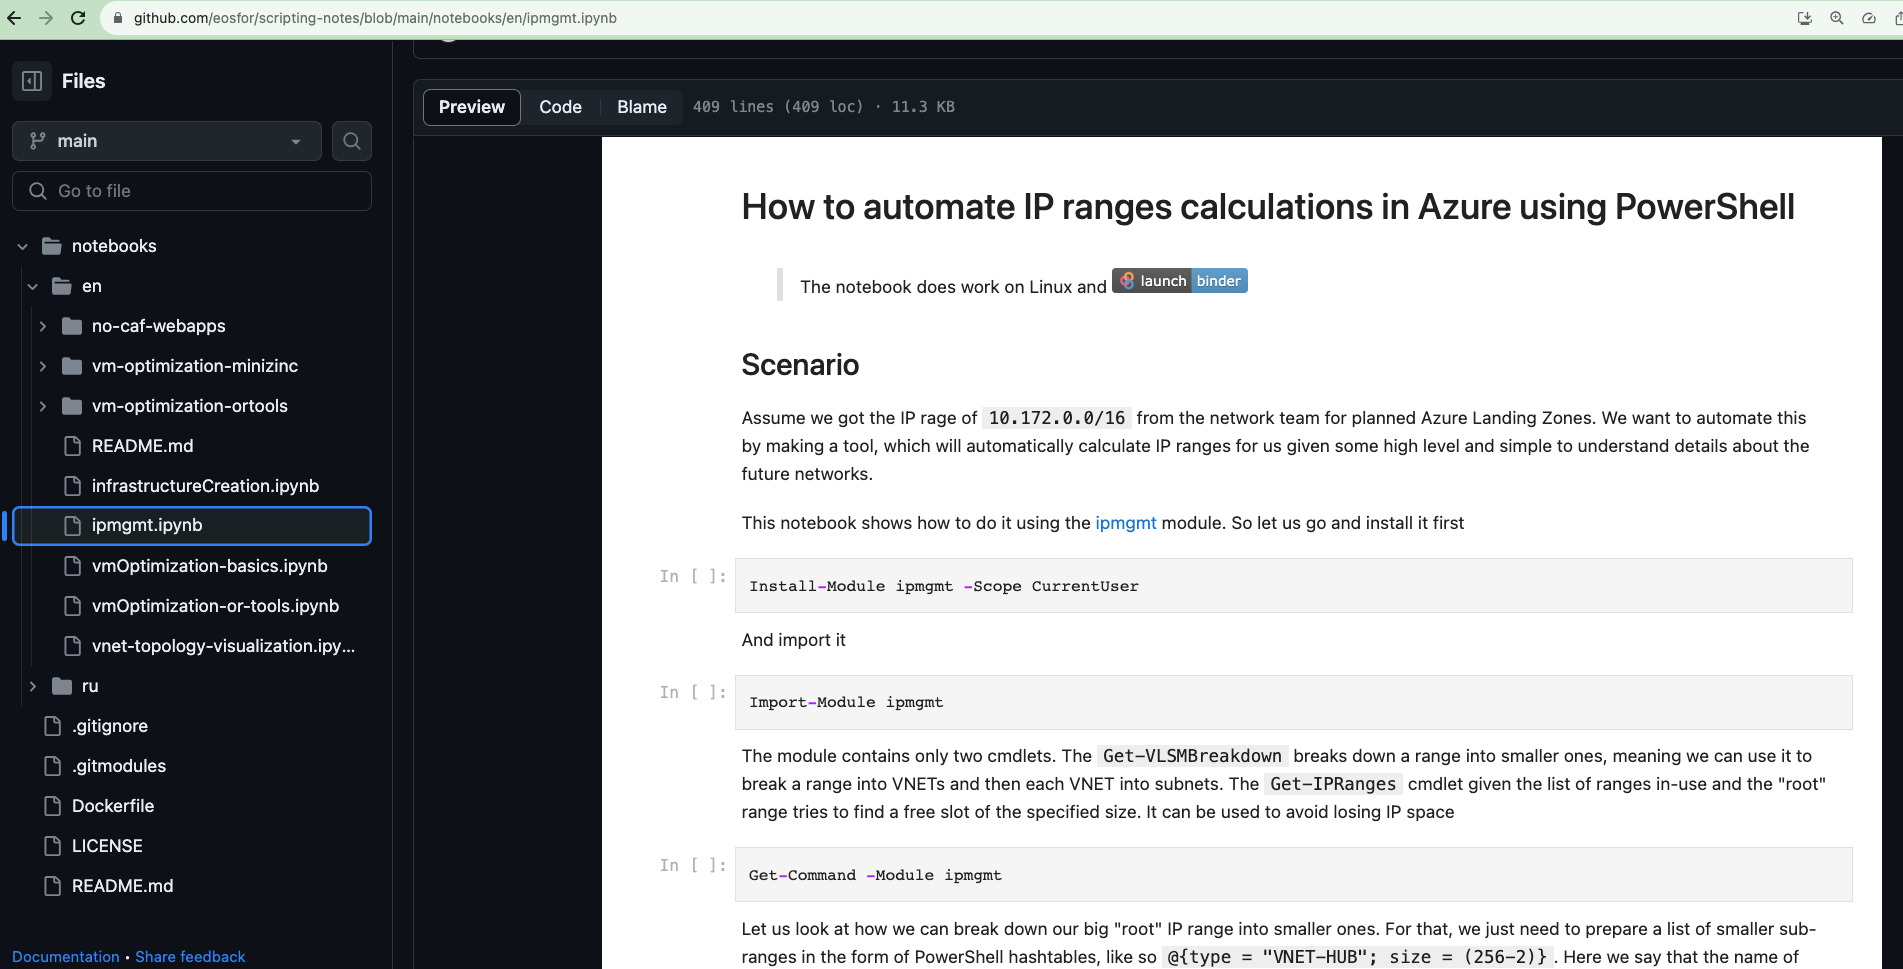 github.com/eosfor/scripting-notes/blob/main/notebooks/en/ipmgmt.ipynb
Files
main
Go to file
notebooks
en
no-caf-webapps
vm-optimization-minizinc
vm-optimization-ortools
README.md
infrastructureCreation.ipynb
ipmgmt.ipynb
vmOptimization-basics.ipynb
vmOptimization-or-tools.ipynb
vnet-topology-visualization.ipy...
ru
.gitignore
.gitmodules
Dockerfile
LICENSE
README.md
Documentation • Share feedback
Preview Code Blame 409 lines (409 loc) · 11.3 KB
How to automate IP ranges calculations in Azure using PowerShell
The notebook does work on Linux and launch binder
Scenario
Assume we got the IP rage of 10.172.0.0/16 from the network team for planned Azure Landing Zones. We want to automate this
by making a tool, which will automatically calculate IP ranges for us given some high level and simple to understand details about the
future networks.
This notebook shows how to do it using the ipmgmt module. So let us go and install it first
In [ ]: Install-Module ipmgmt -Scope CurrentUser
And import it
In [ ]: Import-Module ipmgmt
The module contains only two cmdlets. The Get-VLSMBreakdown breaks down a range into smaller ones, meaning we can use it to
break a range into VNETs and then each VNET into subnets. The Get-IPRanges cmdlet given the list of ranges in-use and the "root"
range tries to find a free slot of the specified size. It can be used to avoid losing IP space
In [ ]: Get-Command -Module ipmgmt
Let us look at how we can break down our big "root" IP range into smaller ones. For that, we just need to prepare a list of smaller sub-
ranges in the form of PowerShell hashtables, like so @{type = "VNET-HUB"; size = (256-2)} . Here we say that the name of